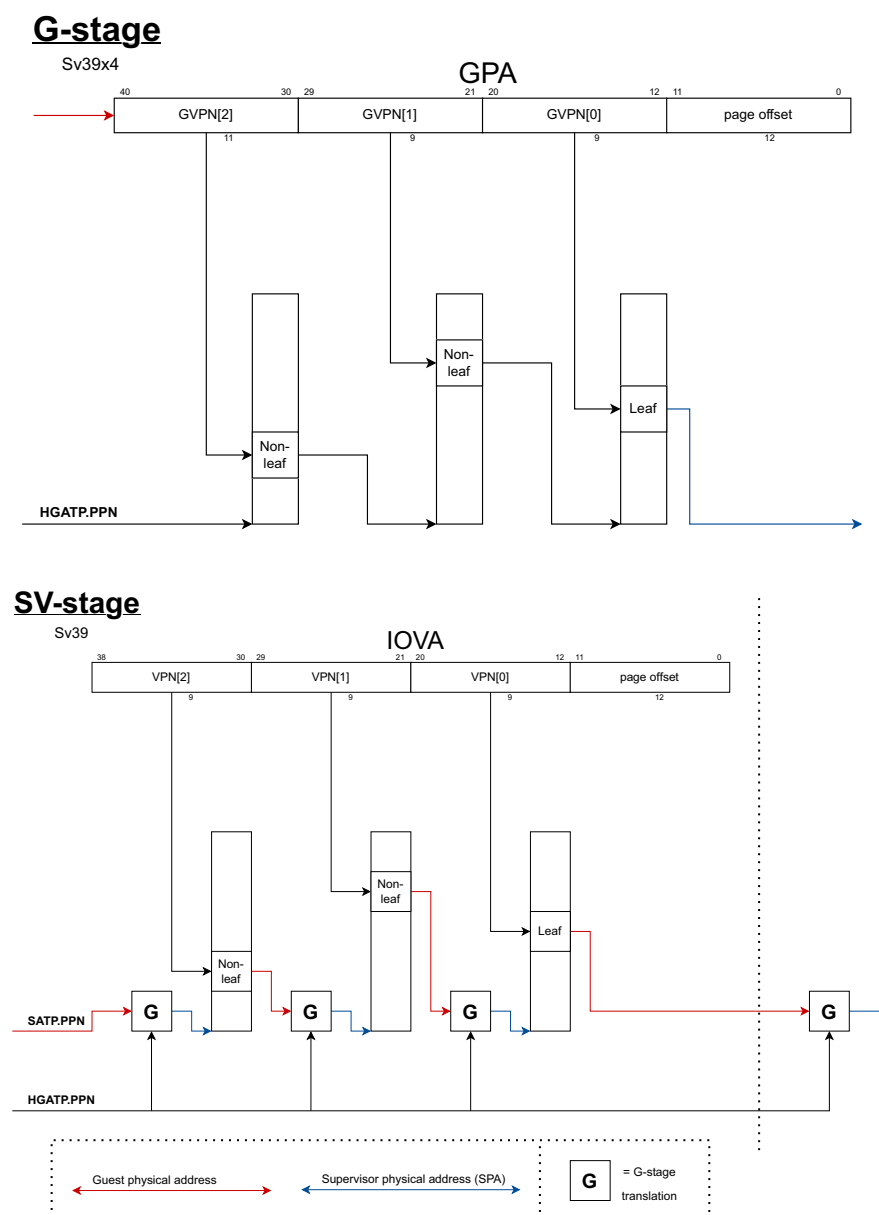 G-stage
Sv39x4
GPA
40 30 29 21 20 12 11 0
GVPN[2] GVPN[1] GVPN[0] page offset
11 9 9 12
Non-
leaf
Leaf
Non-
leaf
HGATP.PPN
SV-stage
Sv39
IOVA
38 30 29 21 20 12 11 0
VPN[2] VPN[1] VPN[0] page offset
9 9 9 12
Non-
leaf
Leaf
Non-
leaf
SATP.PPN
G G G G
HGATP.PPN
Guest physical address
Supervisor physical address (SPA)
G
= G-stage
translation